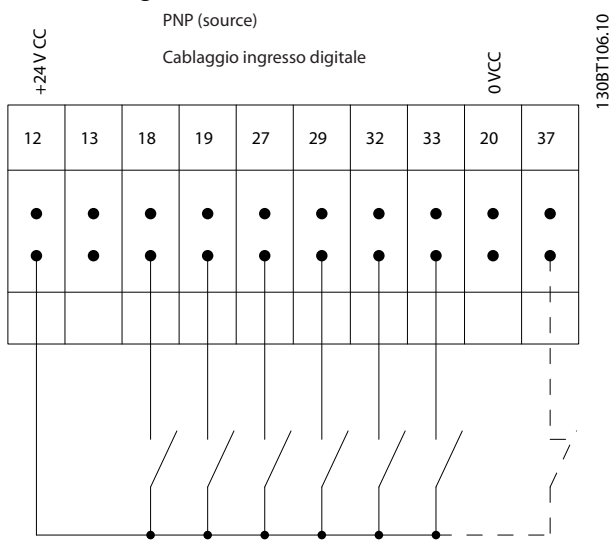 PNP (source)
Cablaggio ingresso digitale
+24 V CC
0 VCC
130BT106.10
12 13 18 19 27 29 32 33 20 37